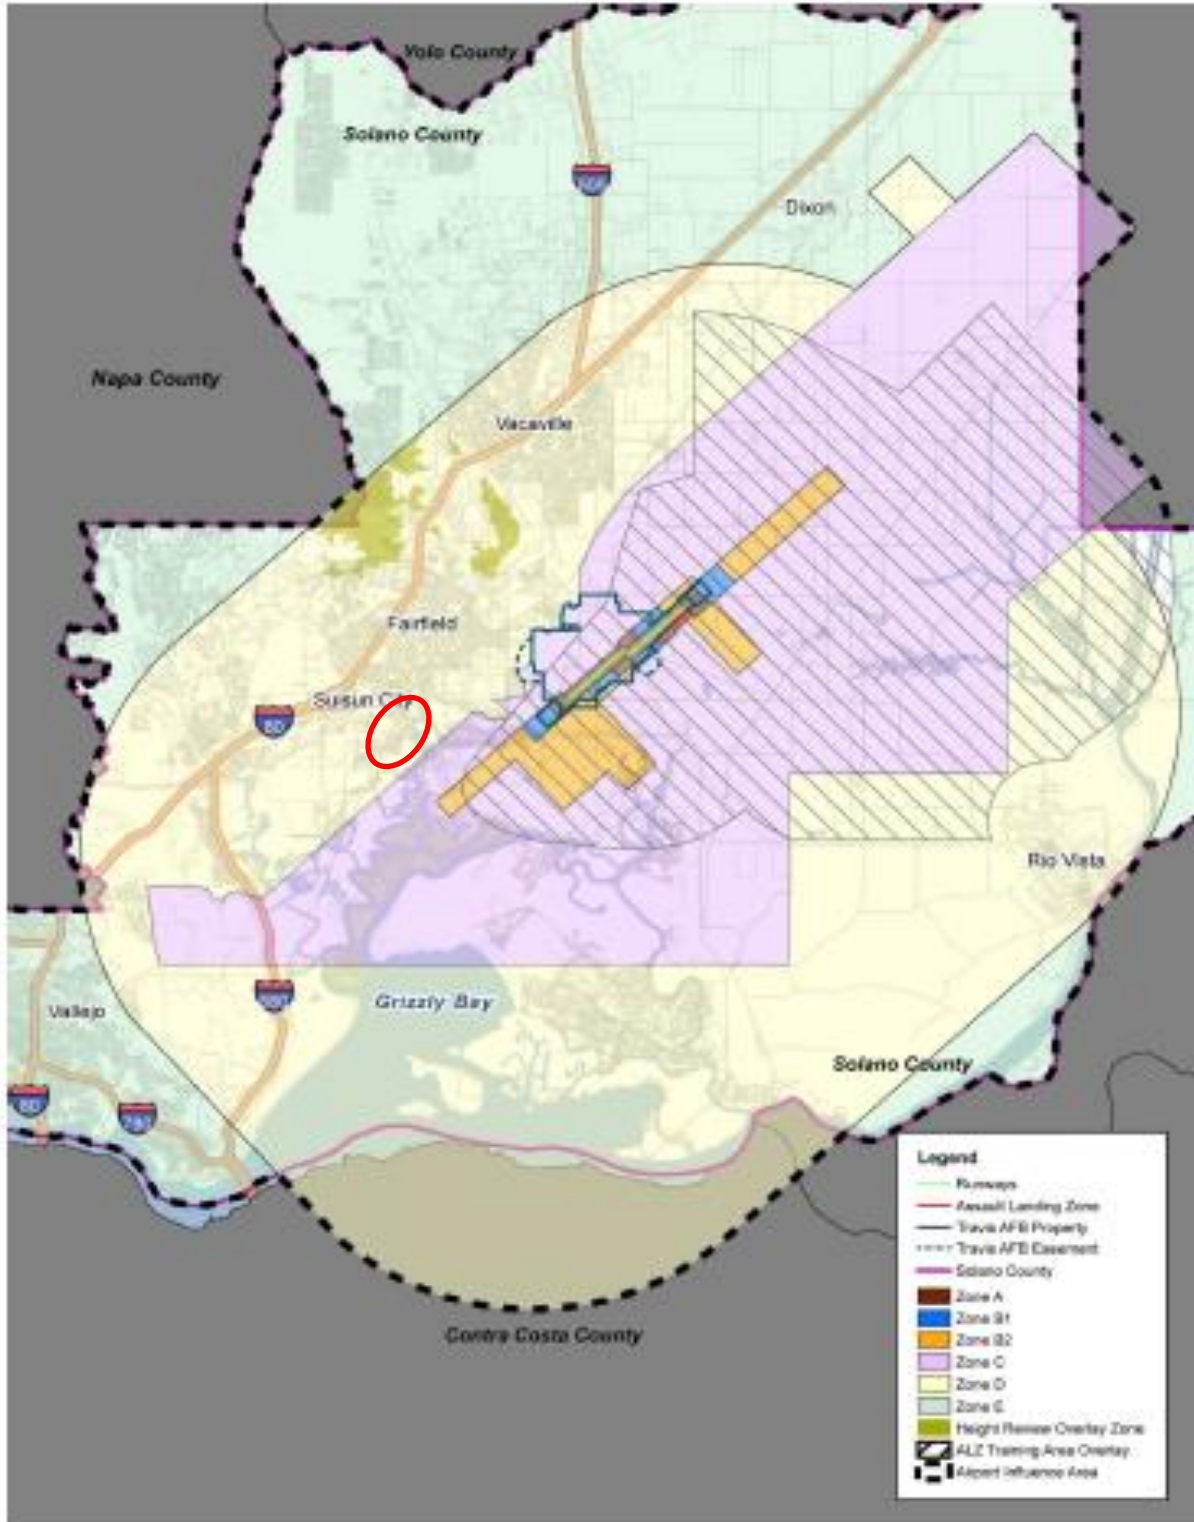 Yolo County
Solano County
505
Dixon
Napa County
Vacaville
Fairfield
Suisun City
80
Rio Vista
680
Grizzly Bay
Vallejo
Solano County
80
780
Legend
Runways
Assault Landing Zone
Travis AFB Property
Travis AFB Easement
Solano County
Zone A
Zone B1
Zone B2
Zone C
Zone D
Zone E
Height Review Overlay Zone
ALZ Training Area Overlay
Airport Influence Area
Contra Costa County